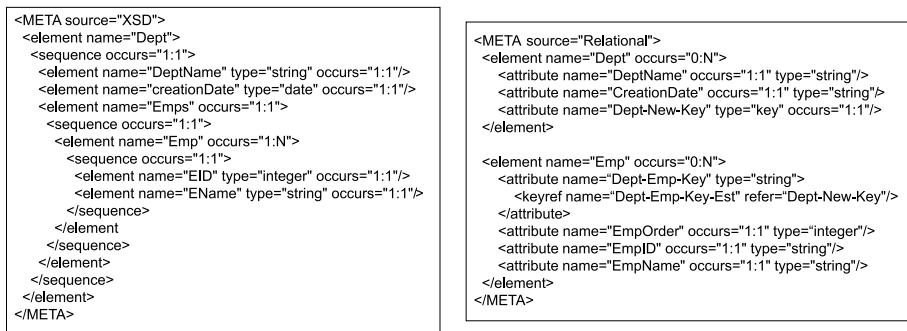 <META source="XSD">
<element name="Dept">
<sequence occurs="1:1">
<element name="DeptName" type="string" occurs="1:1"/>
<element name="creationDate" type="date" occurs="1:1"/>
<element name="Emps" occurs="1:1">
<sequence occurs="1:1">
<element name="Emp" occurs="1:N">
<sequence occurs="1:1">
<element name="EID" type="integer" occurs="1:1"/>
<element name="EName" type="string" occurs="1:1"/>
</sequence>
</element
</sequence>
</element>
</sequence>
</element>
</META>
<META source="Relational">
<element name="Dept" occurs="0:N">
<attribute name="DeptName" occurs="1:1" type="string"/>
<attribute name="CreationDate" occurs="1:1" type="string"/>
<attribute name="Dept-New-Key" type="key" occurs="1:1"/>
</element>
<element name="Emp" occurs="0:N">
<attribute name=“Dept-Emp-Key" type="string">
<keyref name=“Dept-Emp-Key-Est" refer=“Dept-New-Key"/>
</attribute>
<attribute name="EmpOrder" occurs="1:1" type=“integer"/>
<attribute name="EmpID" occurs="1:1" type="string"/>
<attribute name="EmpName" occurs="1:1" type="string"/>
</element>
</META>